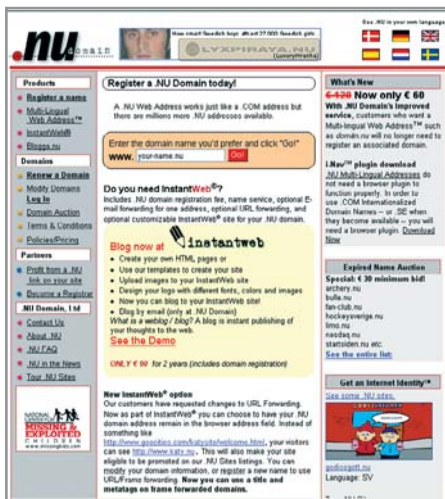 .nu domain
LYXPIRAYA.NU
See .NU in your own language
Products
Register a name
Multi-Lingual
.Web Address™
InstantWeb®
Bloggs.nu
Domains
Renew a Domain
Modify Domains
Log In
Domain Auction
Terms & Conditions
Policies/Pricing
Partners
Profit from a .NU
link on your site
Become a Registrar
.NU Domain, Ltd
Contact Us
About .NU
.NU FAQ
.NU in the News
Tour .NU Sites
NATIONAL
CENTER FOR
MISSING &
EXPLOITED
CHILDREN
www.missingkids.com
Register a .NU Domain today!
A .NU Web Address works just like a .COM address but
there are millions more .NU addresses available.
Enter the domain name you'd prefer and click "Go!"
www. your-name.nu Go!
Do you need InstantWeb®?
Includes .NU domain registration fee, name service, optional E-
mail forwarding for one address, optional URL forwarding, and
optional customizable InstantWeb® site for your .NU domain.
Blog now at instantweb
Create your own HTML pages or
Use our templates to create your site
Upload images to your InstantWeb site
Design your logo with different fonts, colors and images
Now you can blog to your InstantWeb site!
Blog by email (only at .NU Domain)
What is a weblog / blog? A blog is instant publishing of
your thoughts to the web.
See the Demo
ONLY € 90 for 2 years (includes domain registration)
New InstantWeb® option
Our customers have requested changes to URL Forwarding.
Now as part of InstantWeb® you can choose to have your .NU
domain address remain in the browser address field. Instead of
something like
http://www.goosities.com/katysite/welcome.html, your visitors
can see http://www.katy.nu. This will also make your site
eligible to be promoted on our .NU Sites listings. You can
modify your domain information, or register a new name to use
URL/Frame forwarding. Now you can use a title and
metatags on frame forwarded domains.
What's New
€ 120 Now only € 60
With .NU Domain's improved
service, customers who want a
Multi-lingual Web Address™ such
as domain.nu will no longer need to
register an associated domain.
i-Nav™ plugin download
.NU Multi-Lingual Addresses do
not need a browser plugin to
function properly. In order to
use .COM Internationalized
Domain Names -- or .SE when
they become available -- you will
need a browser plugin. Download
Now
Expired Name Auction
Special: € 30 minimum bid!
archery.nu
bulla.nu
fan-club.nu
hockeysverige.nu
limo.nu
nasdaq.nu
startsiden.nu etc.
See the entire list:
Get an Internet Identity™
See some .NU sites.
godisgott.nu
Language: SV